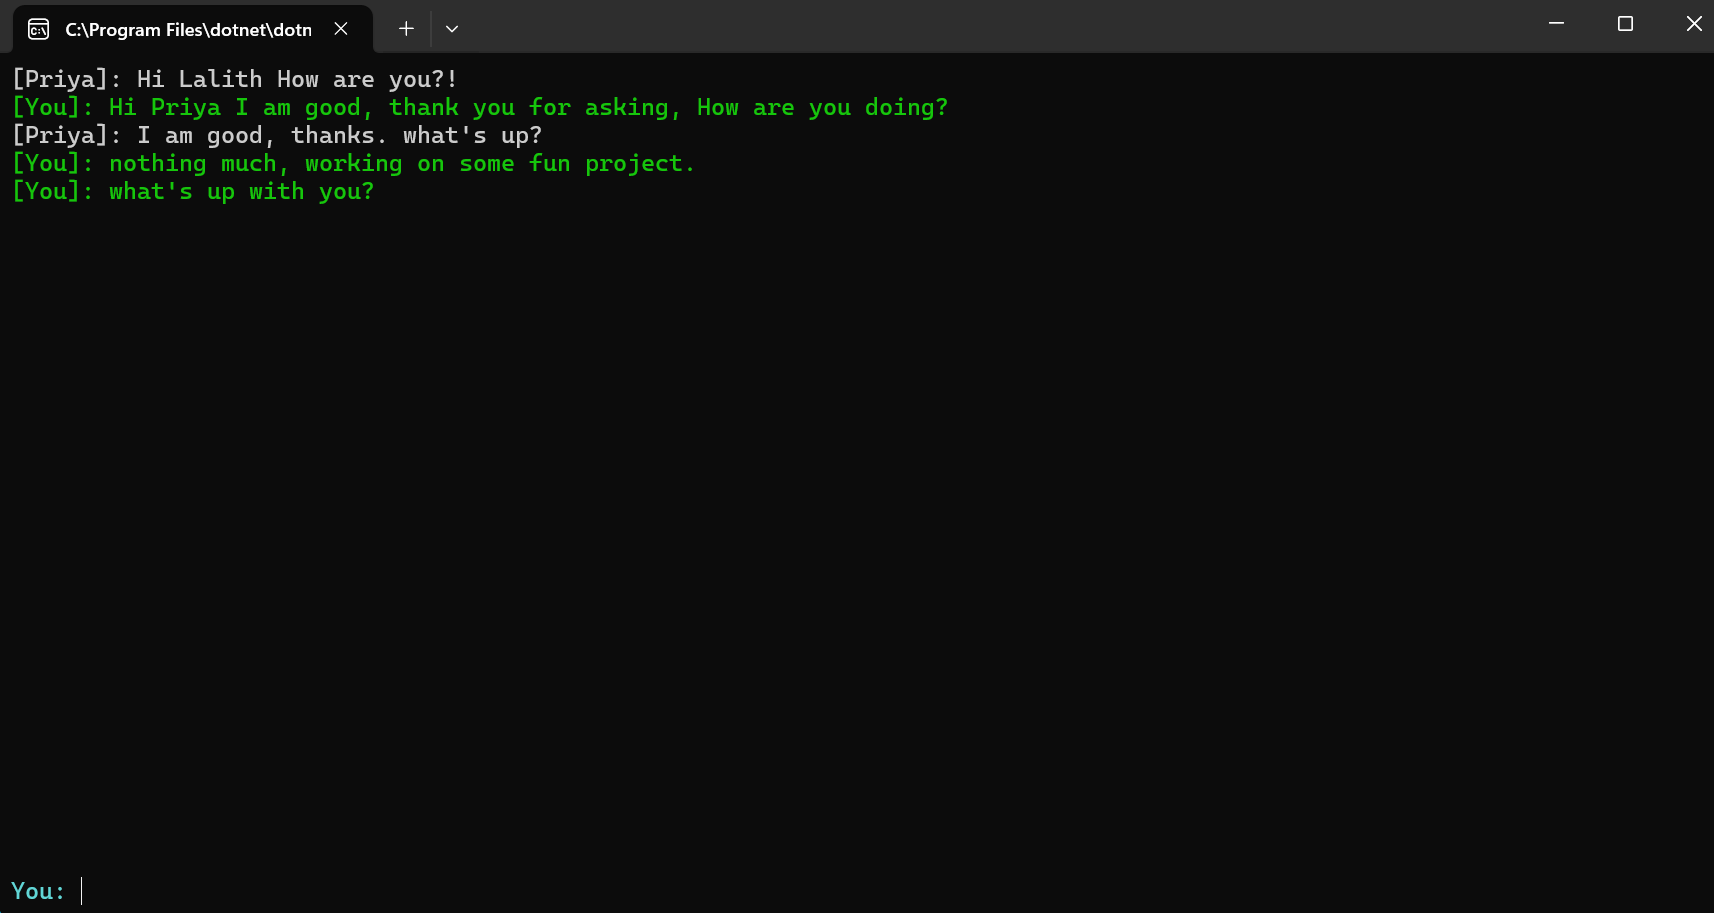 C:\Program Files\dotnet\dotn
[Priya]: Hi Lalith How are you?!
[You]: Hi Priya I am good, thank you for asking, How are you doing?
[Priya]: I am good, thanks. what's up?
[You]: nothing much, working on some fun project.
[You]: what's up with you?
You: